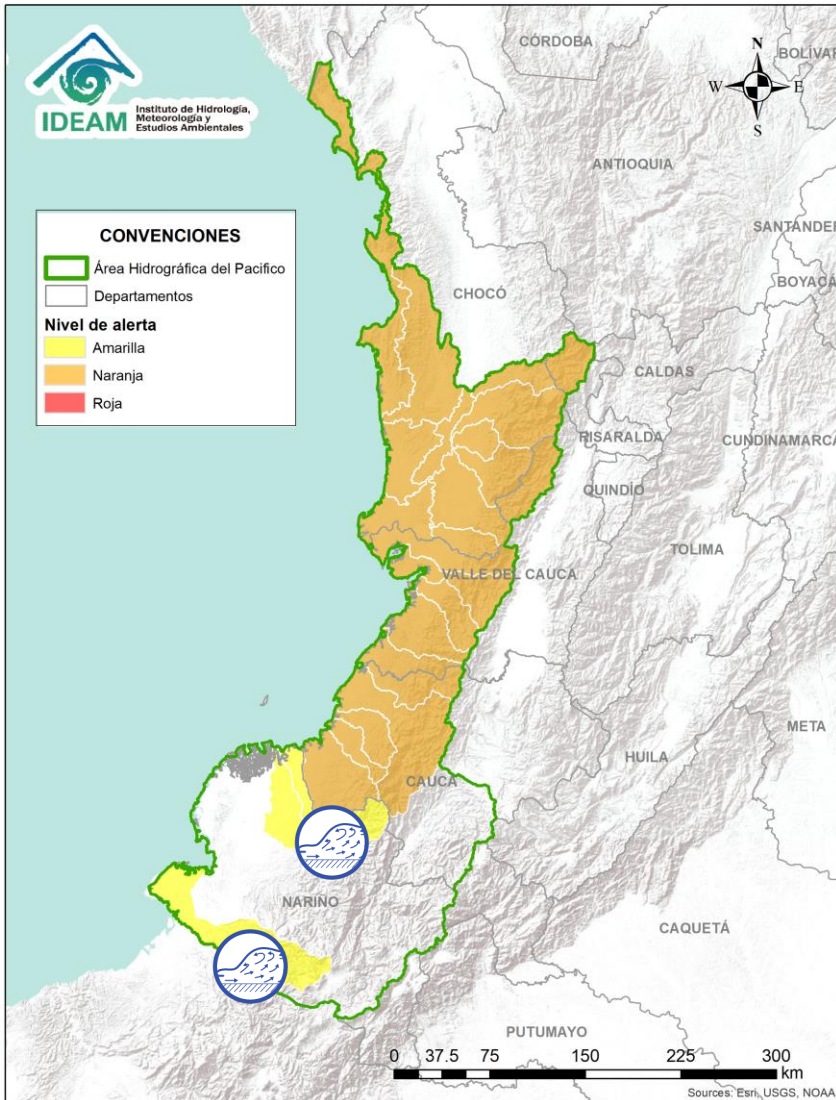 IDEAM
Instituto de Hidrología,
Meteorología y
Estudios Ambientales
CÓRDOBA
BOLÍVAR
N
W
E
S
ANTIOQUIA
SANTANDER
BOYACÁ
CONVENCIONES
Área Hidrográfica del Pacifico
Departamentos
Nivel de alerta
Amarilla
Naranja
Roja
CHOCÓ
CALDAS
RISARALDA
CUNDINAMARCA
QUINDÍO
TOLIMA
VALLE DEL CAUCA
META
HUILA
CAUCA
NARIÑO
CAQUETÁ
PUTUMAYO
0 37.5 75 150 225 300
km
Sources: Esri, USGS, NOAA